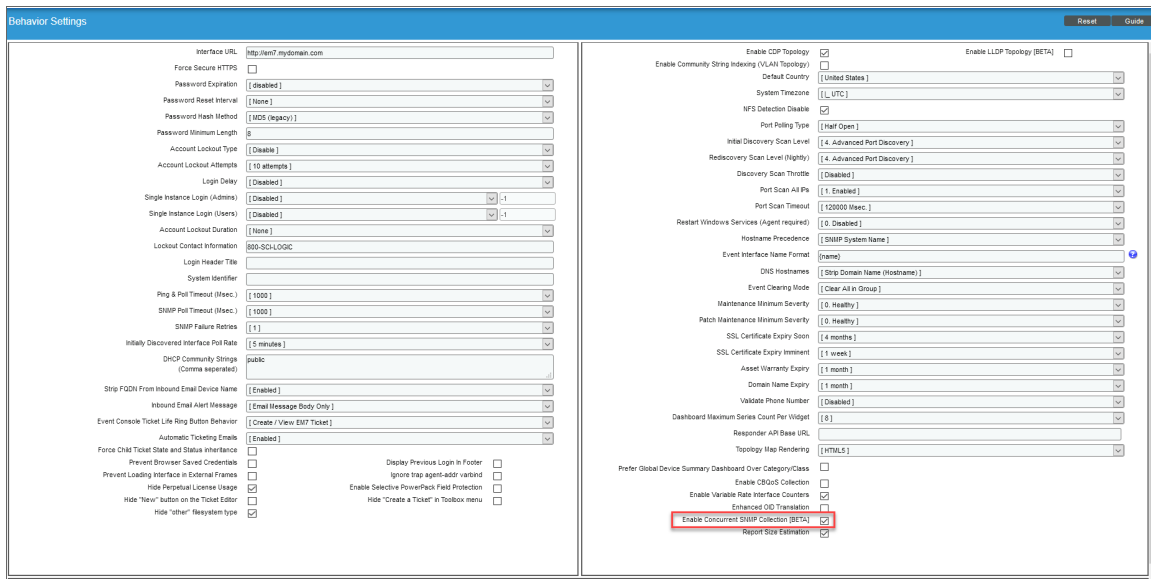 Behavior Settings
Reset Guide
Interface URL http://em7.mydomain.com
Force Secure HTTPS
Password Expiration [ disabled ]
Password Reset Interval [ None ]
Password Hash Method [ MD5 (legacy) ]
Password Minimum Length 8
Account Lockout Type [ Disable ]
Account Lockout Attempts [ 10 attempts ]
Login Delay [ Disabled ]
Single Instance Login (Admins) [ Disabled ] -1
Single Instance Login (Users) [ Disabled ] -1
Account Lockout Duration [ None ]
Lockout Contact Information 800-SCI-LOGIC
Login Header Title
System Identifier
Ping & Poll Timeout (Msec.) [ 1000 ]
SNMP Poll Timeout (Msec.) [ 1000 ]
SNMP Failure Retries [ 1 ]
Initially Discovered Interface Poll Rate [ 5 minutes ]
DHCP Community Strings public
(Comma seperated)
Strip FQDN From Inbound Email Device Name [ Enabled ]
Inbound Email Alert Message [ Email Message Body Only ]
Event Console Ticket Life Ring Button Behavior [ Create / View EM7 Ticket ]
Automatic Ticketing Emails [ Enabled ]
Force Child Ticket State and Status inheritance
Prevent Browser Saved Credentials Display Previous Login In Footer
Prevent Loading Interface in External Frames Ignore trap agent-addr varbind
Hide Perpetual License Usage Enable Selective PowerPack Field Protection
Hide "New" button on the Ticket Editor Hide "Create a Ticket" in Toolbox menu
Hide "other" filesystem type
Enable CDP Topology Enable LLDP Topology [BETA]
Enable Community String Indexing (VLAN Topology)
Default Country [ United States ]
System Timezone [ |_ UTC ]
NFS Detection Disable
Port Polling Type [ Half Open ]
Initial Discovery Scan Level [ 4. Advanced Port Discovery ]
Rediscovery Scan Level (Nightly) [ 4. Advanced Port Discovery ]
Discovery Scan Throttle [ Disabled ]
Port Scan All IPs [ 1. Enabled ]
Port Scan Timeout [ 120000 Msec. ]
Restart Windows Services (Agent required) [ 0. Disabled ]
Hostname Precedence [ SNMP System Name ]
Event Interface Name Format {name} ?
DNS Hostnames [ Strip Domain Name (Hostname) ]
Event Clearing Mode [ Clear All in Group ]
Maintenance Minimum Severity [ 0. Healthy ]
Patch Maintenance Minimum Severity [ 0. Healthy ]
SSL Certificate Expiry Soon [ 4 months ]
SSL Certificate Expiry Imminent [ 1 week ]
Asset Warranty Expiry [ 1 month ]
Domain Name Expiry [ 1 month ]
Validate Phone Number [ Disabled ]
Dashboard Maximum Series Count Per Widget [ 8 ]
Responder API Base URL
Topology Map Rendering [ HTML5 ]
Prefer Global Device Summary Dashboard Over Category/Class
Enable CBQoS Collection
Enable Variable Rate Interface Counters
Enhanced OID Translation
Enable Concurrent SNMP Collection [BETA]
Report Size Estimation